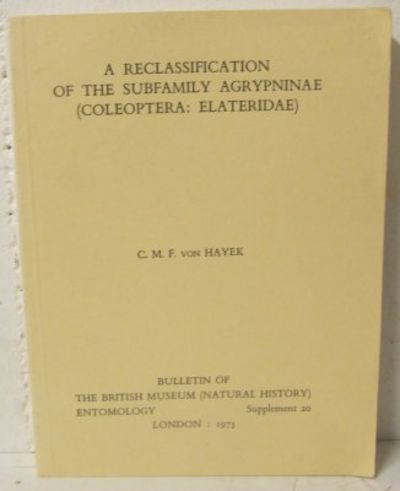 A RECLASSIFICATION
OF THE SUBFAMILY AGRYPNINAE
(COLEOPTERA: ELATERIDAE)
C. M. F. VON HAYEK
BULLETIN OF
THE BRITISH MUSEUM (NATURAL HISTORY)
ENTOMOLOGY Supplement 20
LONDON : 1973